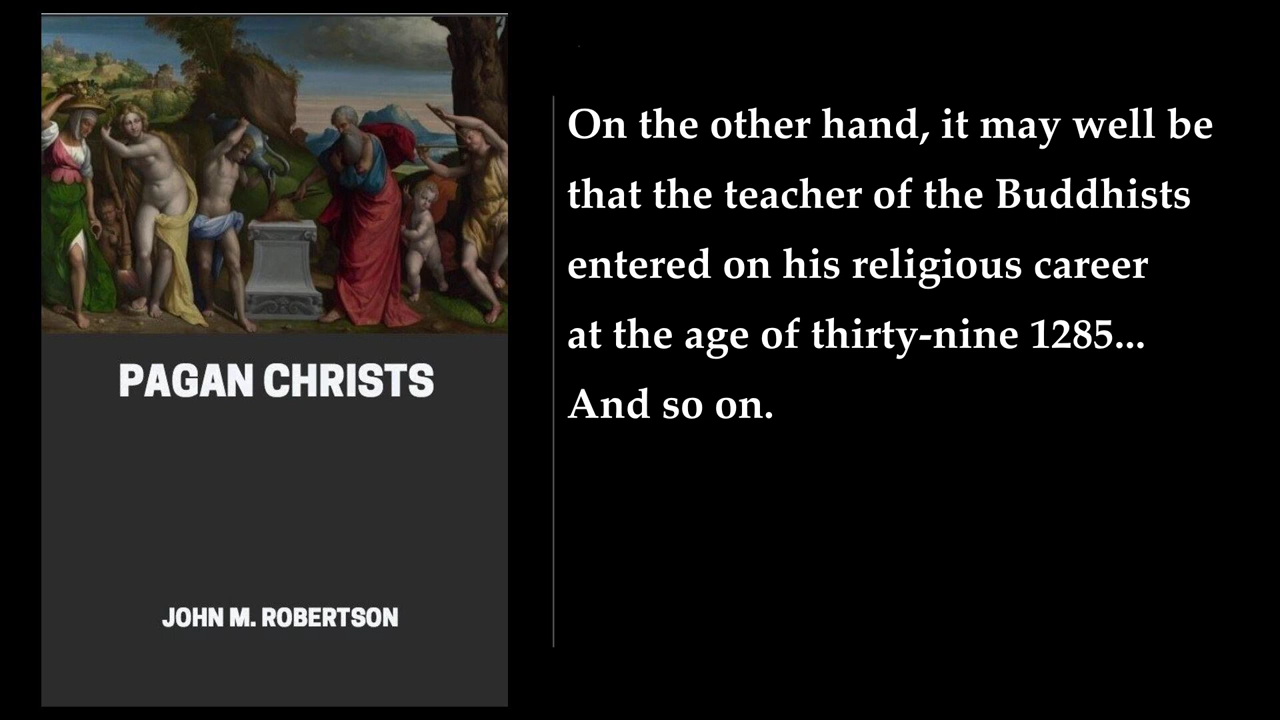 PAGAN CHRISTS
JOHN M. ROBERTSON
On the other hand, it may well be
that the teacher of the Buddhists
entered on his religious career
at the age of thirty-nine 1285...
And so on.